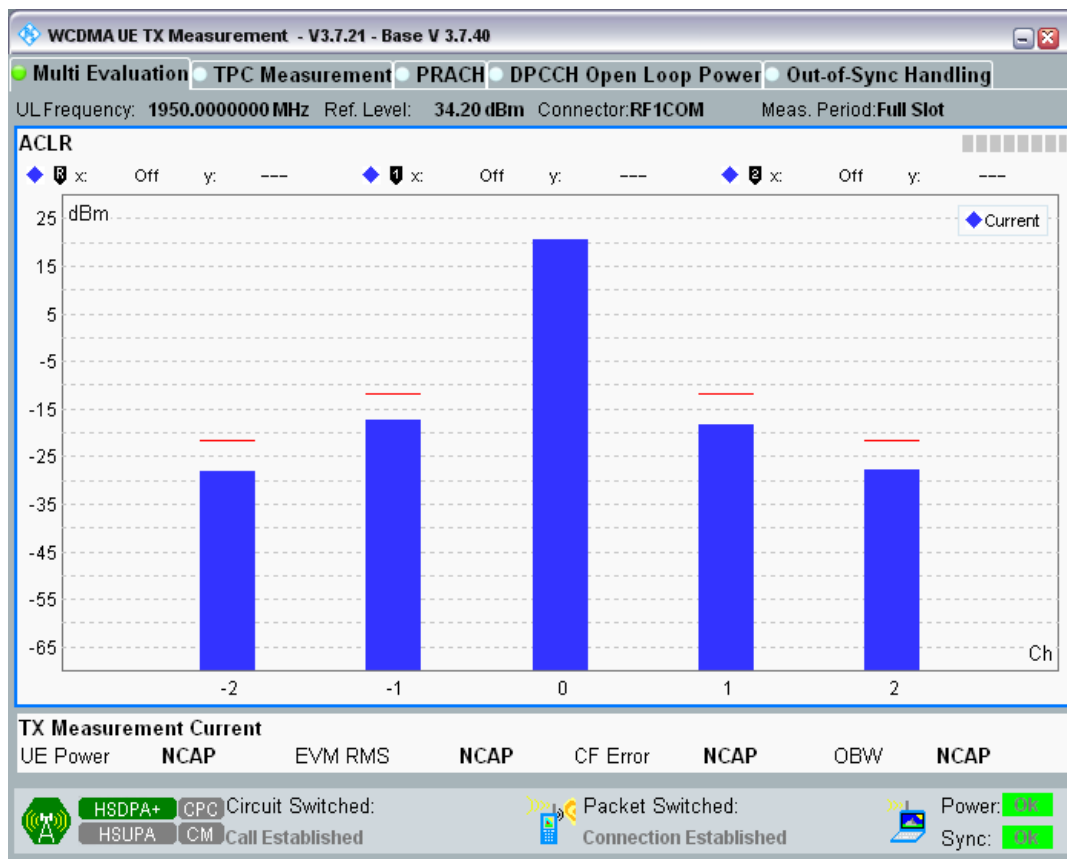 WCDMA UE TX Measurement - V3.7.21 - Base V 3.7.40
Multi Evaluation TPC Measurement PRACH DPCCH Open Loop Power Out-of-Sync Handling
UL Frequency: 1950.0000000 MHz Ref. Level: 34.20 dBm Connector:RF1COM Meas. Period:Full Slot
ACLR
R x: Off y: --- 1 x: Off y: --- 2 x: Off y: ---
dBm
Current
25
15
5
-5
-15
-25
-35
-45
-55
-65
Ch
-2 -1 0 1 2
TX Measurement Current
UE Power NCAP EVM RMS NCAP CF Error NCAP OBW NCAP
HSDPA+ CPC Circuit Switched: Packet Switched: Power: Ok
HSUPA CM Call Established Connection Established Sync: Ok